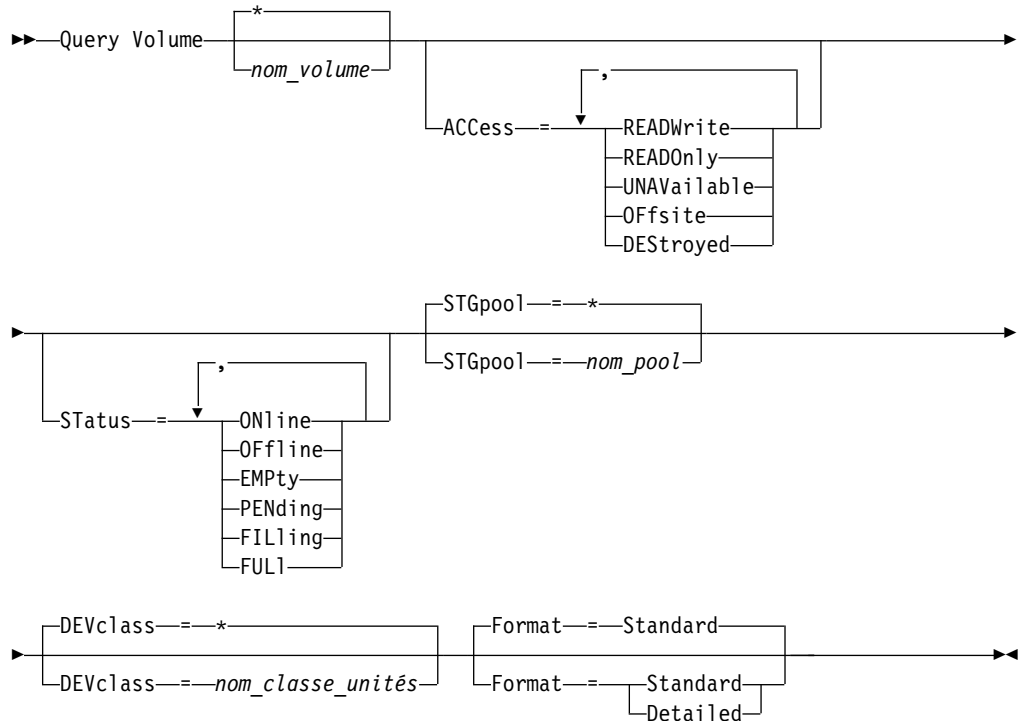 *
Query Volume
nom_volume
,
ACCess = READWrite
READOnly
UNAVailable
OFfsite
DEStroyed
STGpool = *
STGpool = nom_pool
,
STatus = ONline
OFfline
EMPty
PENding
FILling
FULl
DEVclass = * Format = Standard
DEVclass = nom_classe_unités Format = Standard
Detailed